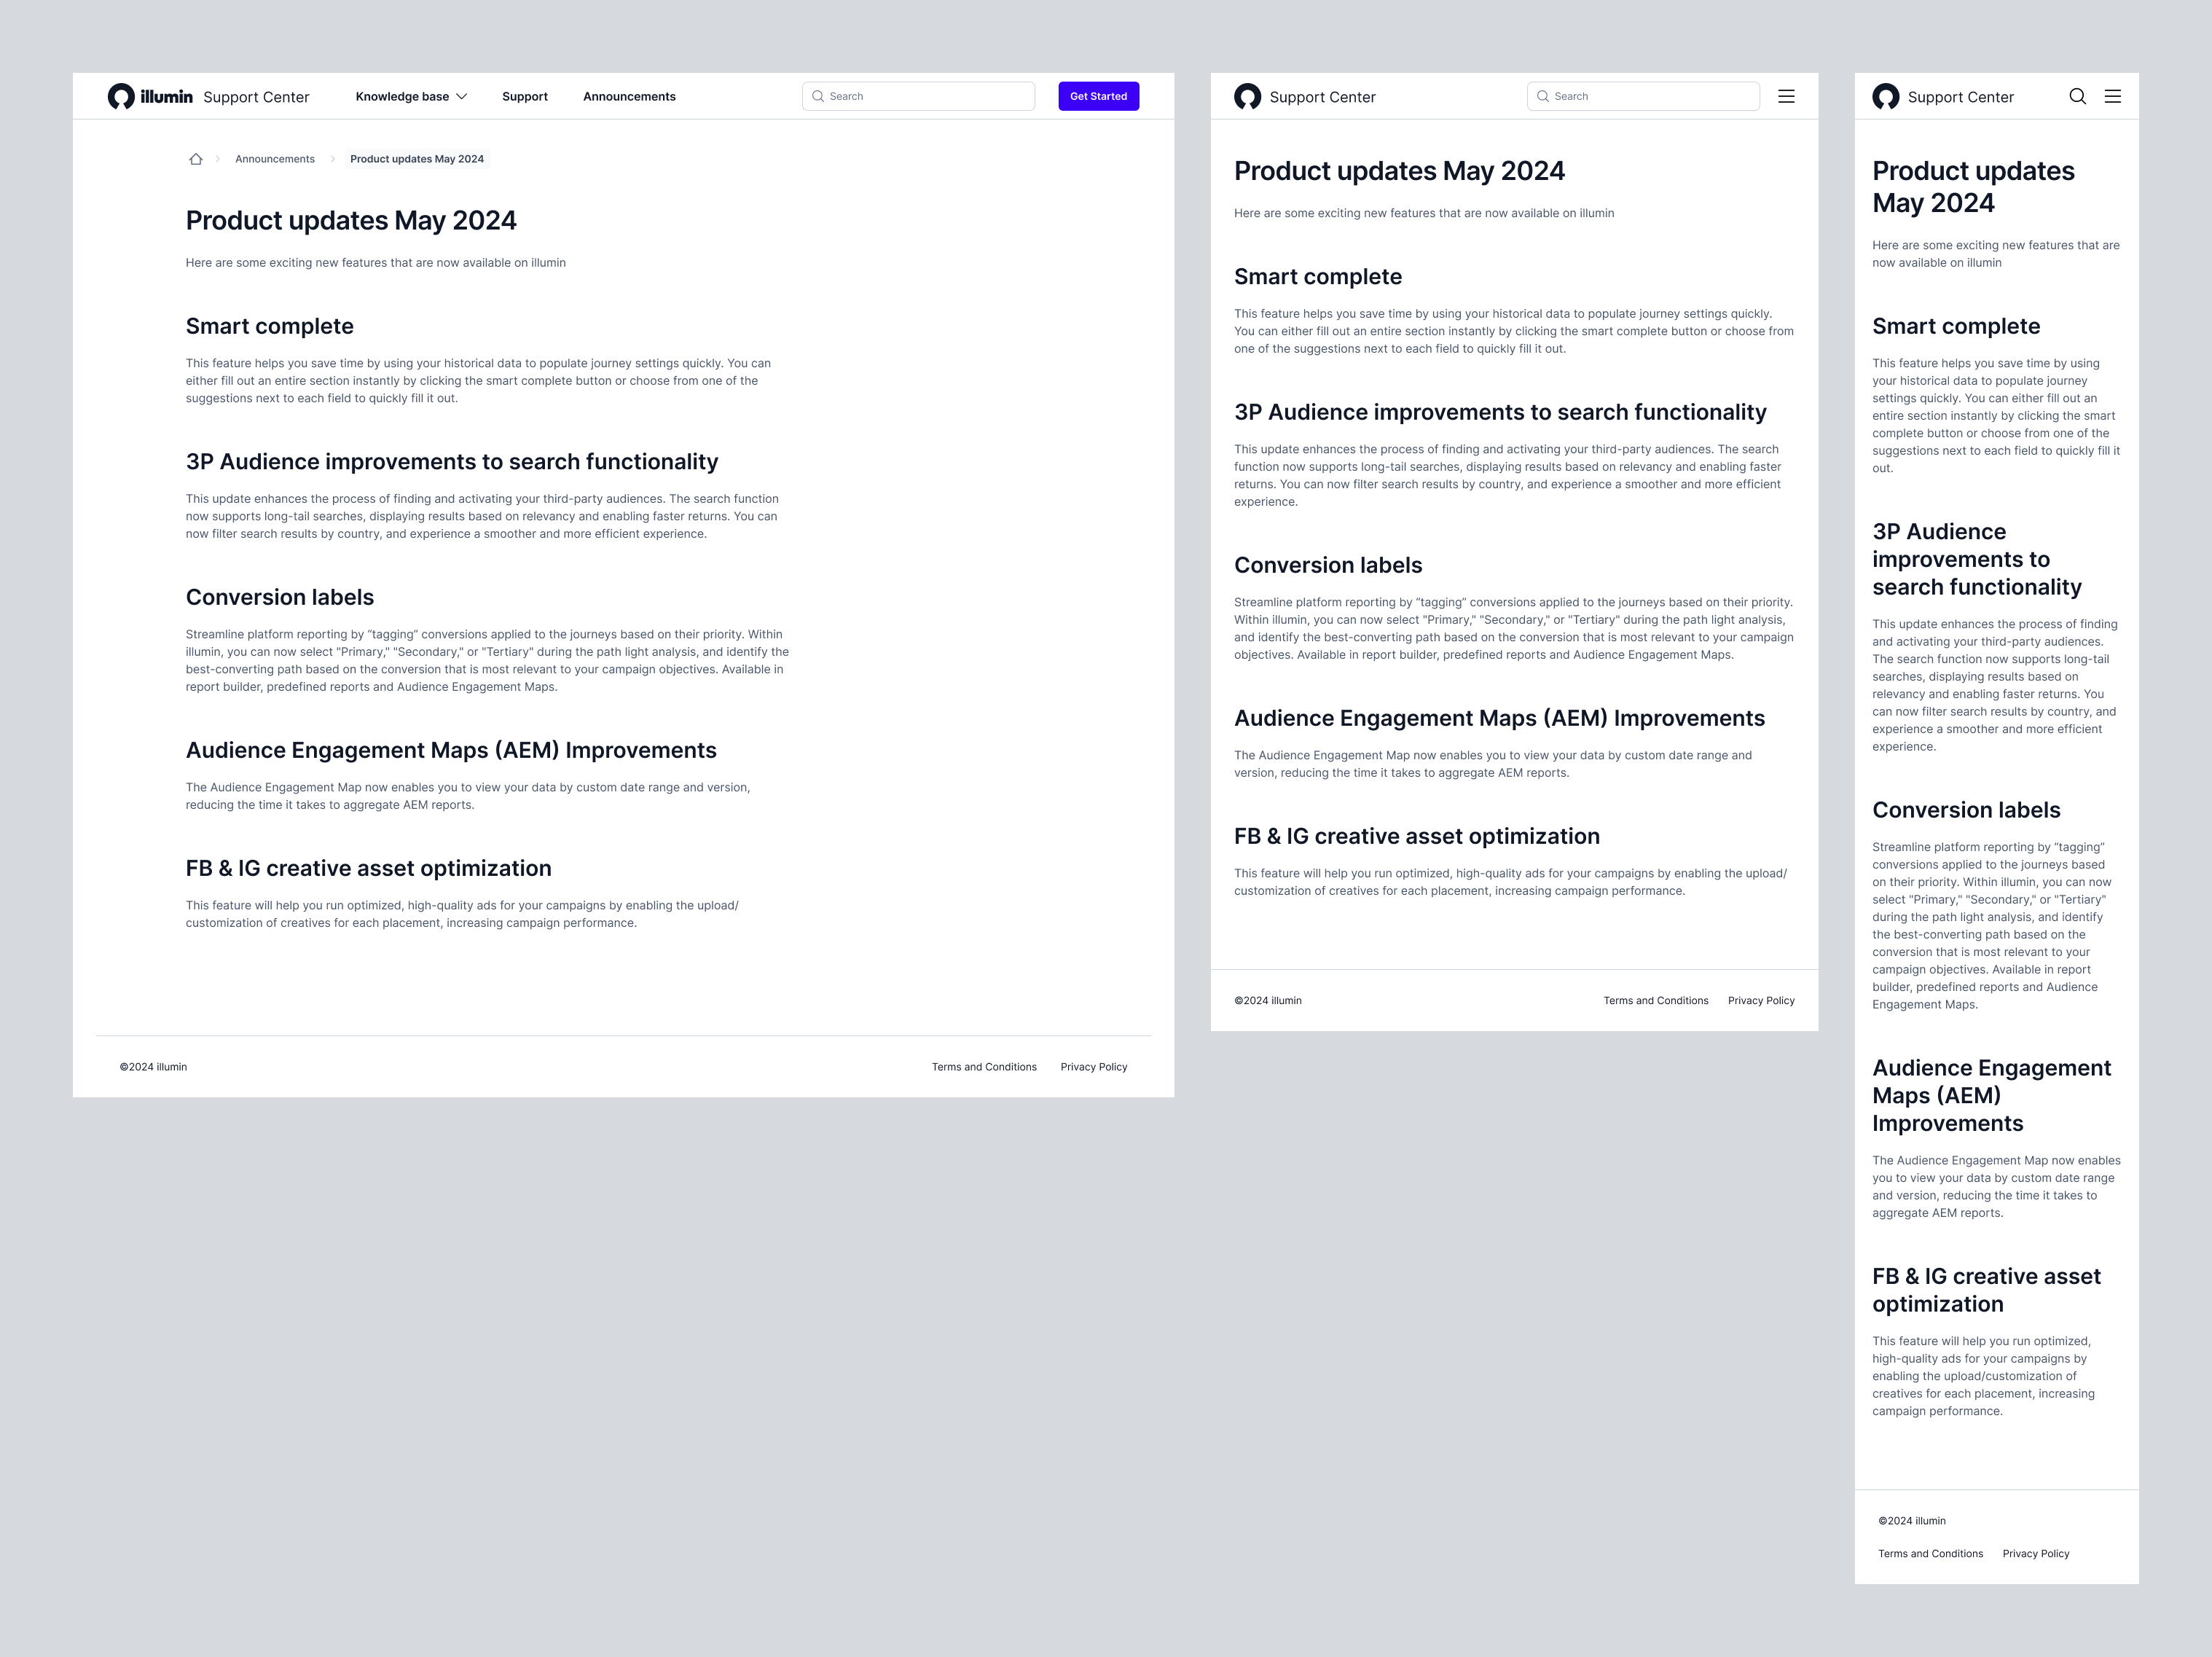 illumin Support Center Knowledge base Support Announcements Search Get Started
Announcements Product updates May 2024
Product updates May 2024
Here are some exciting new features that are now available on illumin
Smart complete
This feature helps you save time by using your historical data to populate journey settings quickly. You can
either fill out an entire section instantly by clicking the smart complete button or choose from one of the
suggestions next to each field to quickly fill it out.
3P Audience improvements to search functionality
This update enhances the process of finding and activating your third-party audiences. The search function
now supports long-tail searches, displaying results based on relevancy and enabling faster returns. You can
now filter search results by country, and experience a smoother and more efficient experience.
Conversion labels
Streamline platform reporting by “tagging” conversions applied to the journeys based on their priority. Within
illumin, you can now select "Primary," "Secondary," or "Tertiary" during the path light analysis, and identify the
best-converting path based on the conversion that is most relevant to your campaign objectives. Available in
report builder, predefined reports and Audience Engagement Maps.
Audience Engagement Maps (AEM) Improvements
The Audience Engagement Map now enables you to view your data by custom date range and version,
reducing the time it takes to aggregate AEM reports.
FB & IG creative asset optimization
This feature will help you run optimized, high-quality ads for your campaigns by enabling the upload/
customization of creatives for each placement, increasing campaign performance.
©2024 illumin Terms and Conditions Privacy Policy
Support Center Search
Product updates May 2024
Here are some exciting new features that are now available on illumin
Smart complete
This feature helps you save time by using your historical data to populate journey settings quickly.
You can either fill out an entire section instantly by clicking the smart complete button or choose from
one of the suggestions next to each field to quickly fill it out.
3P Audience improvements to search functionality
This update enhances the process of finding and activating your third-party audiences. The search
function now supports long-tail searches, displaying results based on relevancy and enabling faster
returns. You can now filter search results by country, and experience a smoother and more efficient
experience.
Conversion labels
Streamline platform reporting by “tagging” conversions applied to the journeys based on their priority.
Within illumin, you can now select "Primary," "Secondary," or "Tertiary" during the path light analysis,
and identify the best-converting path based on the conversion that is most relevant to your campaign
objectives. Available in report builder, predefined reports and Audience Engagement Maps.
Audience Engagement Maps (AEM) Improvements
The Audience Engagement Map now enables you to view your data by custom date range and
version, reducing the time it takes to aggregate AEM reports.
FB & IG creative asset optimization
This feature will help you run optimized, high-quality ads for your campaigns by enabling the upload/
customization of creatives for each placement, increasing campaign performance.
©2024 illumin Terms and Conditions Privacy Policy
Support Center
Product updates
May 2024
Here are some exciting new features that are
now available on illumin
Smart complete
This feature helps you save time by using
your historical data to populate journey
settings quickly. You can either fill out an
entire section instantly by clicking the smart
complete button or choose from one of the
suggestions next to each field to quickly fill it
out.
3P Audience
improvements to
search functionality
This update enhances the process of finding
and activating your third-party audiences.
The search function now supports long-tail
searches, displaying results based on
relevancy and enabling faster returns. You
can now filter search results by country, and
experience a smoother and more efficient
experience.
Conversion labels
Streamline platform reporting by “tagging”
conversions applied to the journeys based
on their priority. Within illumin, you can now
select "Primary," "Secondary," or "Tertiary"
during the path light analysis, and identify
the best-converting path based on the
conversion that is most relevant to your
campaign objectives. Available in report
builder, predefined reports and Audience
Engagement Maps.
Audience Engagement
Maps (AEM)
Improvements
The Audience Engagement Map now enables
you to view your data by custom date range
and version, reducing the time it takes to
aggregate AEM reports.
FB & IG creative asset
optimization
This feature will help you run optimized,
high-quality ads for your campaigns by
enabling the upload/customization of
creatives for each placement, increasing
campaign performance.
©2024 illumin
Terms and Conditions Privacy Policy